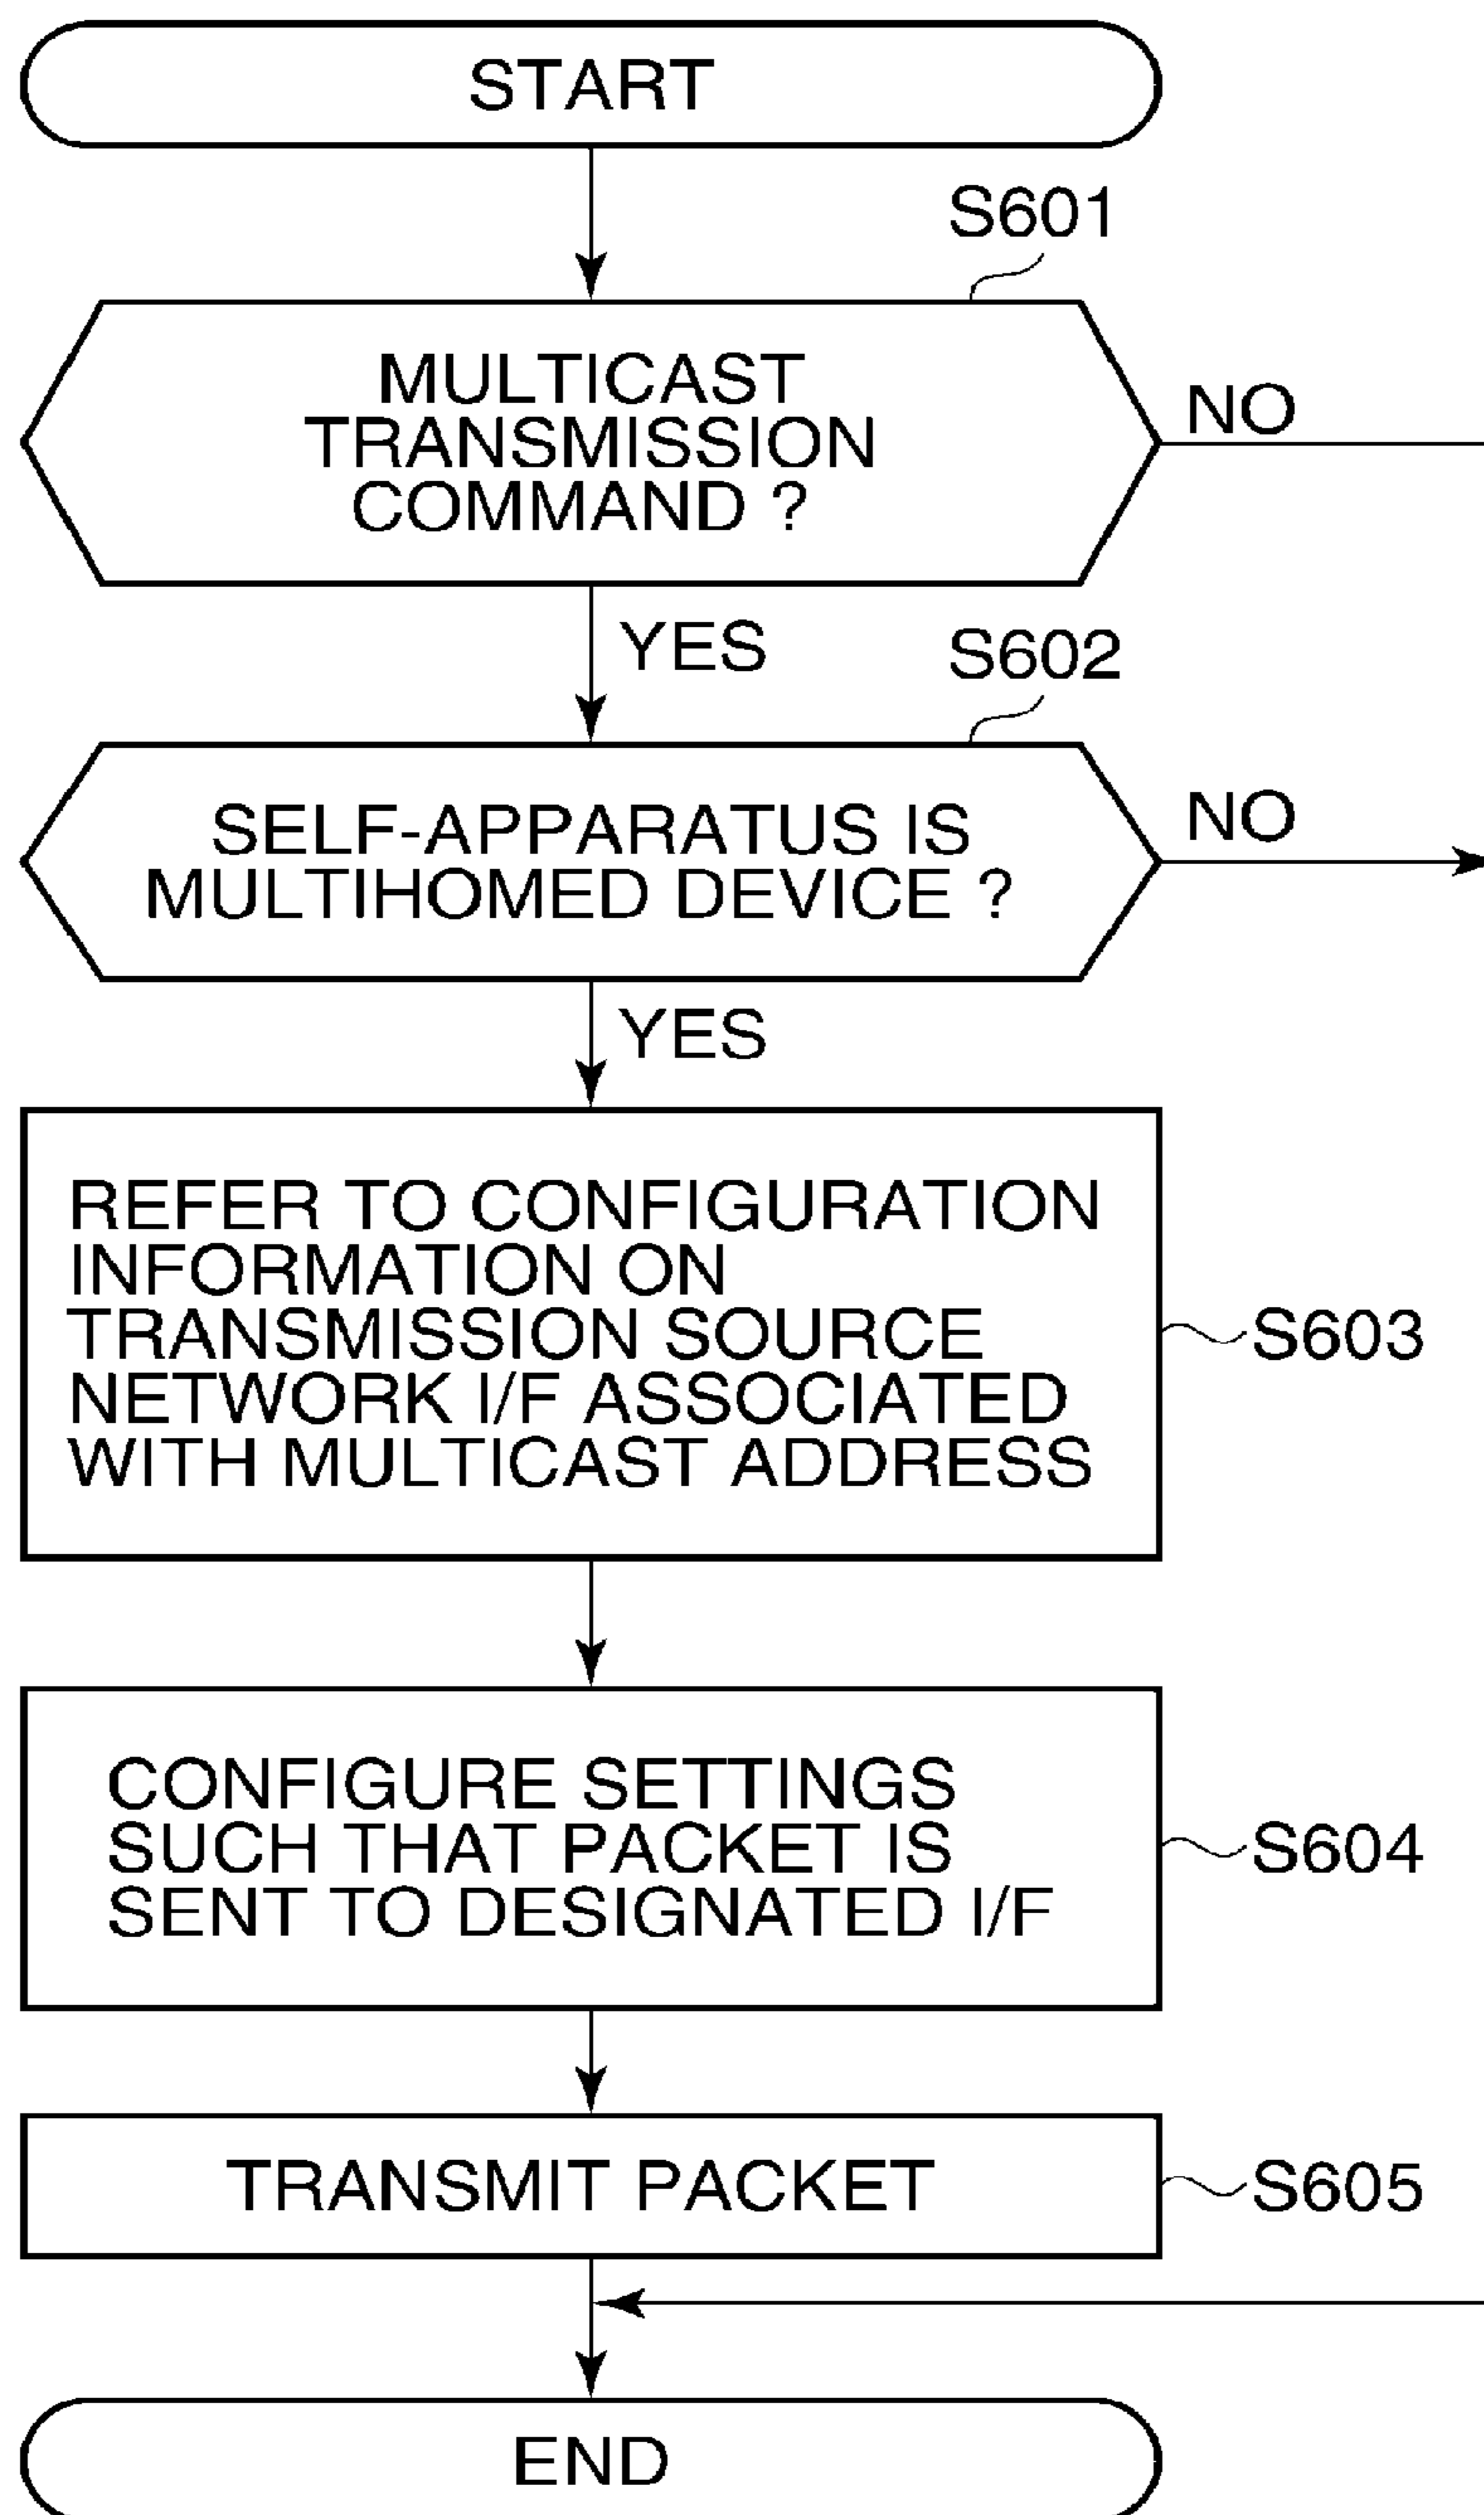 START
S601
MULTICAST
TRANSMISSION
COMMAND ?
NO
YES
S602
SELF-APPARATUS IS
MULTIHOMED DEVICE ?
NO
YES
REFER TO CONFIGURATION
INFORMATION ON
TRANSMISSION SOURCE
NETWORK I/F ASSOCIATED
WITH MULTICAST ADDRESS
S603
CONFIGURE SETTINGS
SUCH THAT PACKET IS
SENT TO DESIGNATED I/F
S604
TRANSMIT PACKET
S605
END